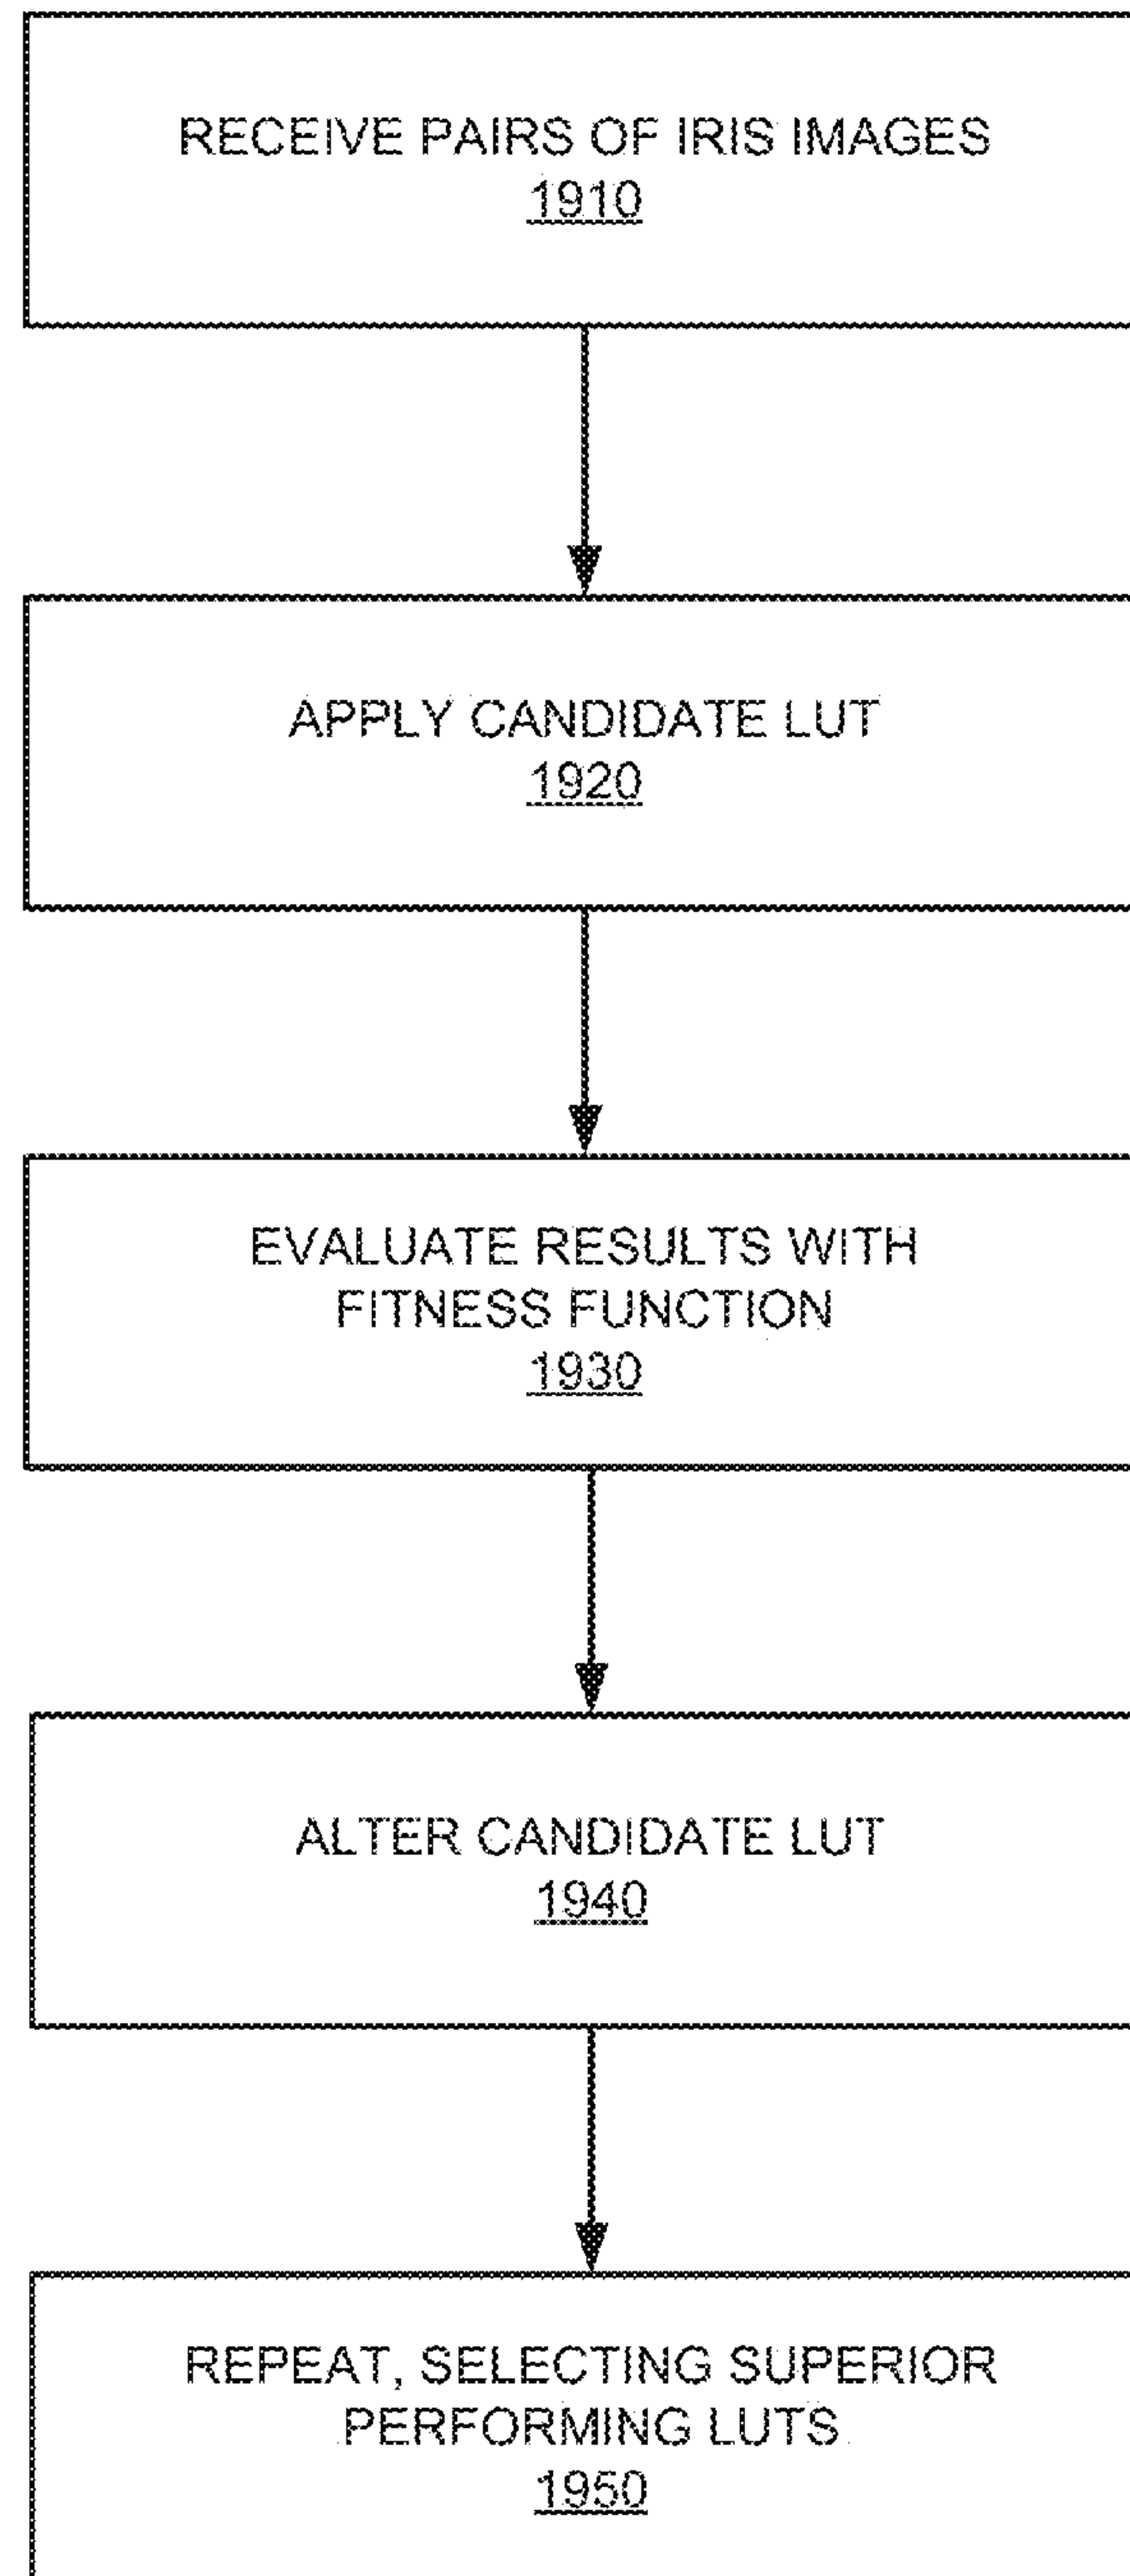 RECEIVE PAIRS OF IRIS IMAGES
1910
APPLY CANDIDATE LUT
1920
EVALUATE RESULTS WITH
FITNESS FUNCTION
1930
ALTER CANDIDATE LUT
1940
REPEAT, SELECTING SUPERIOR
PERFORMING LUTS
1950